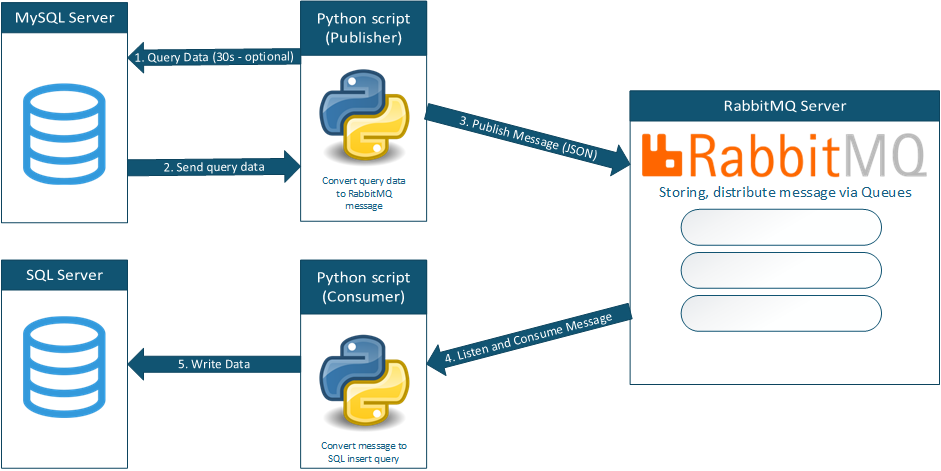 MySQL Server
Python script
(Publisher)
1. Query Data (30s - optional)
2. Send query data
Convert query data
to RabbitMQ
message
3. Publish Message (JSON)
RabbitMQ Server
RabbitMQ
Storing, distribute message via Queues
SQL Server
Python script
(Consumer)
4. Listen and Consume Message
5. Write Data
Convert message to
SQL insert query